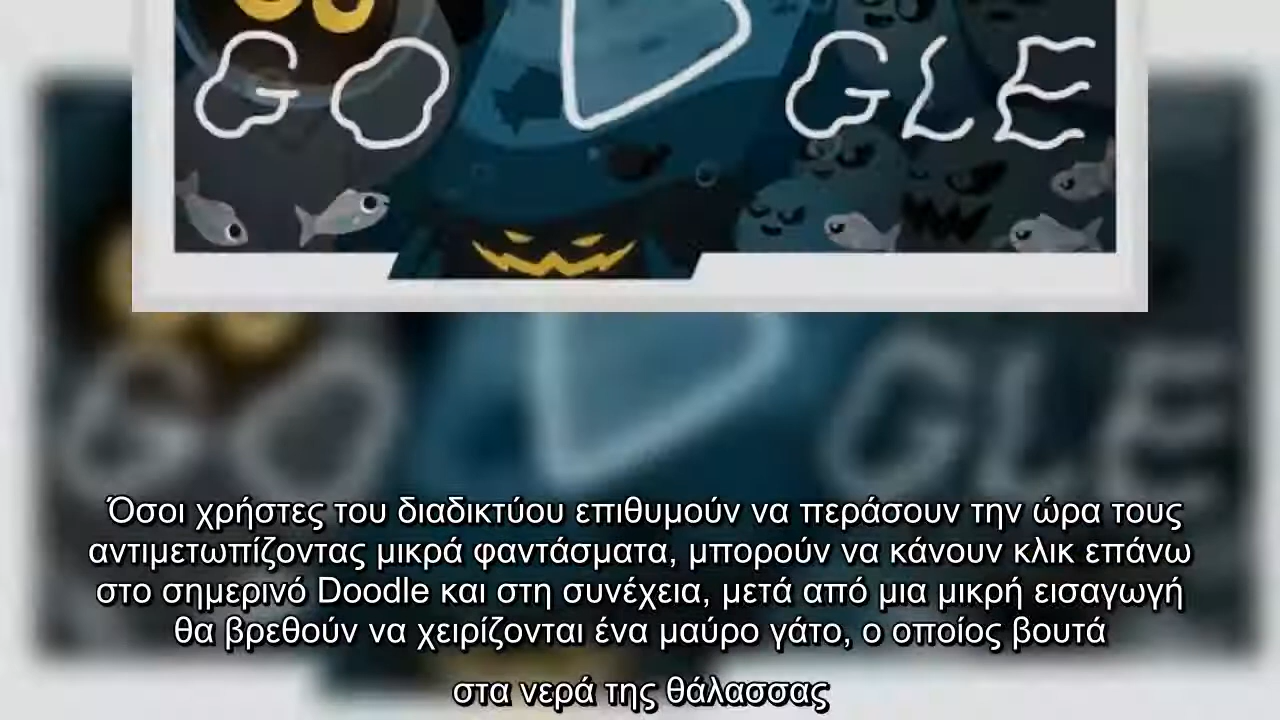 GO GLE
Όσοι χρήστες του διαδικτύου επιθυμούν να περάσουν την ώρα τους
αντιμετωπίζοντας μικρά φαντάσματα, μπορούν να κάνουν κλικ επάνω
στο σημερινό Doodle και στη συνέχεια, μετά από μια μικρή εισαγωγή
θα βρεθούν να χειρίζονται ένα μαύρο γάτο, ο οποίος βουτά
στα νερά της θάλασσας